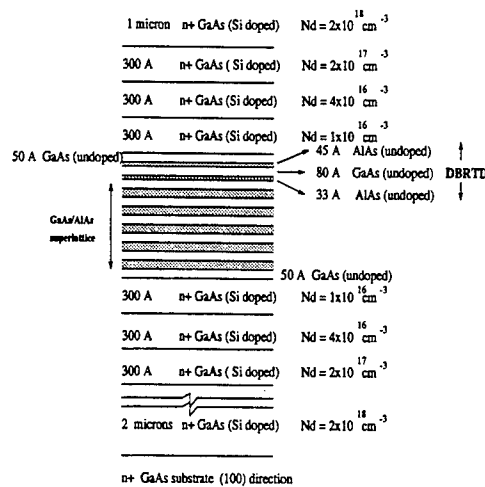 1 micron n+ GaAs (Si doped) Nd = 2x10 18 cm -3
300 A n+ GaAs ( Si doped) Nd = 2x10 17 cm -3
300 A n+ GaAs (Si doped) Nd = 4x10 16 cm -3
300 A n+ GaAs (Si doped) Nd = 1x10 16 cm -3
50 A GaAs (undoped)
45 A AlAs (undoped)
80 A GaAs (undoped) DBRTD
33 A AlAs (undoped)
GaAs/AlAs
superlattice
50 A GaAs (undoped)
300 A n+ GaAs (Si doped) Nd = 1x10 16 cm -3
300 A n+ GaAs (Si doped) Nd = 4x10 16 cm -3
300 A n+ GaAs ( Si doped) Nd = 2x10 17 cm -3
2 microns n+ GaAs (Si doped) Nd = 2x10 18 cm -3
n+ GaAs substrate (100) direction